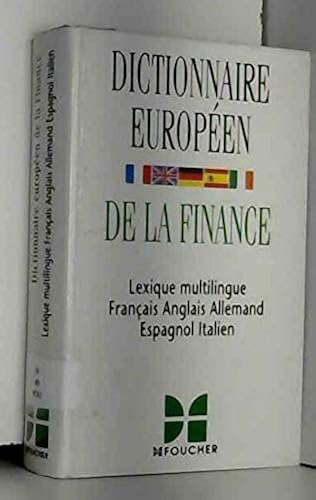 DICTIONNAIRE
EUROPÉEN
DE LA FINANCE
Lexique multilingue
Français Anglais Allemand
Espagnol Italien
FOUCHER
Dictionnaire européen de la Finance
Lexique multilingue Français Anglais Allemand Espagnol Italien